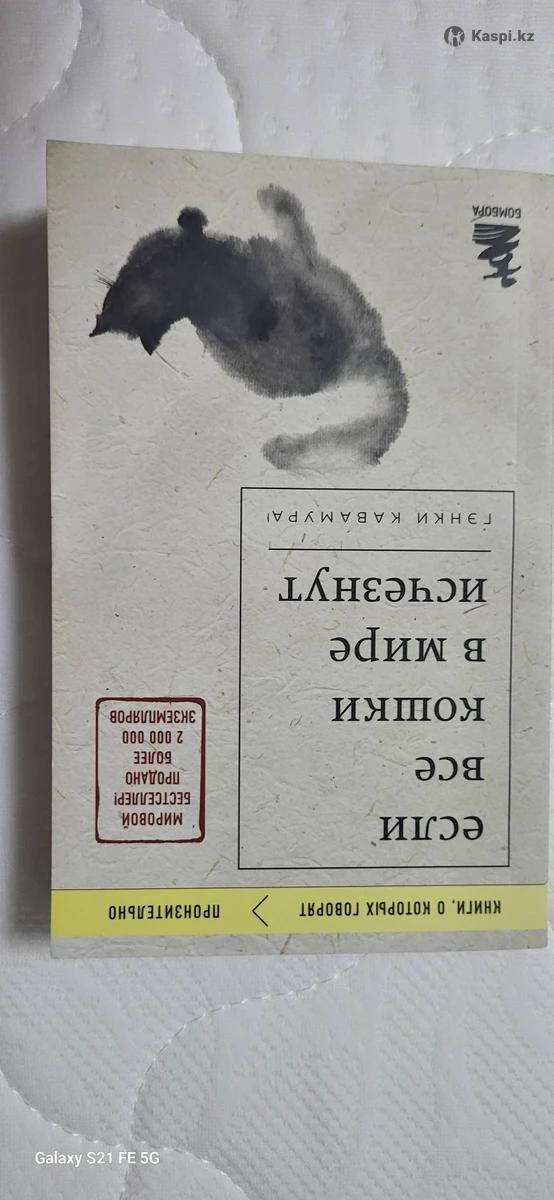 Kaspi.kz
КНИГИ, О КОТОРЫХ ГОВОРЯТ > ПРОНЗИТЕЛЬНО
если
все
кошки
в мире
исчезнут
ГЭНКИ КАВАМУРА
МИРОВОЙ
БЕСТСЕЛЛЕР!
ПРОДАНО
БОЛЕЕ
2 000 000
ЭКЗЕМПЛЯРОВ
БОМБОРА
Galaxy S21 FE 5G